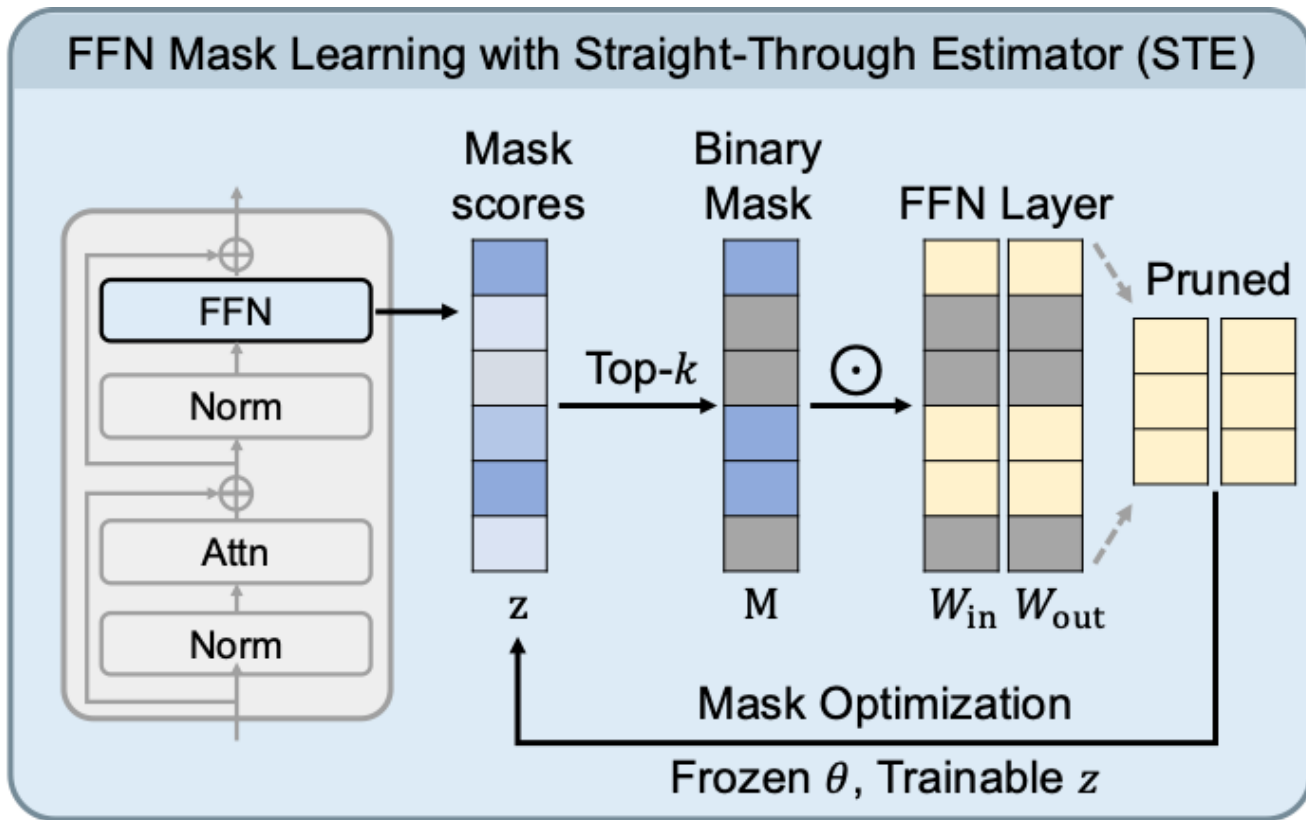 FFN Mask Learning with Straight-Through Estimator (STE)
Mask
scores
Binary
Mask
FFN Layer
Pruned
FFN
Norm
Attn
Norm
Top-k
⊙
z
M
W_in W_out
Mask Optimization
Frozen θ, Trainable z